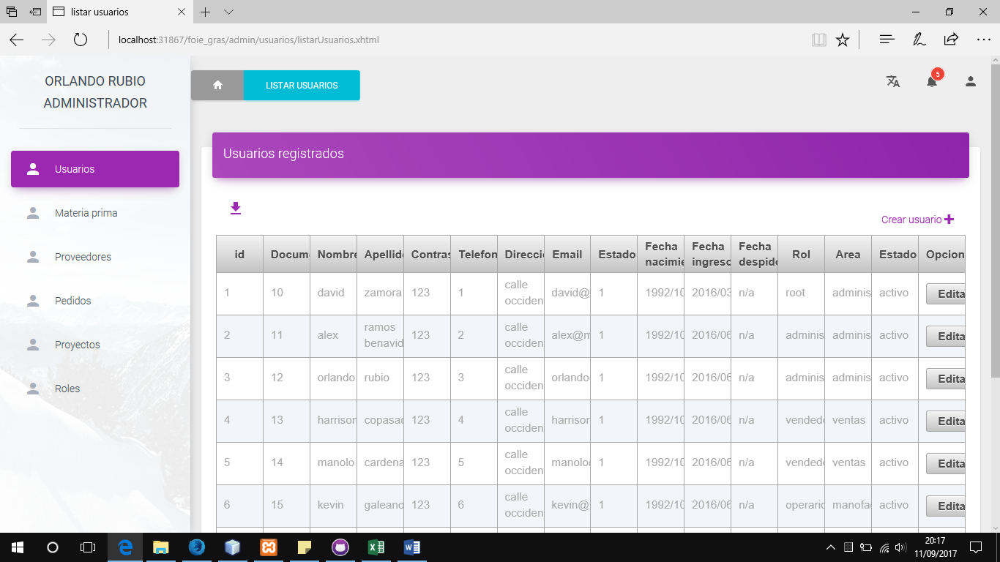 listar usuarios
localhost:31867/foie_gras/admin/usuarios/listarUsuarios.xhtml
ORLANDO RUBIO
ADMINISTRADOR
LISTAR USUARIOS
5
Usuarios
Materia prima
Proveedores
Pedidos
Proyectos
Roles
Usuarios registrados
Crear usuario
id Docum Nombre Apellido Contras Telefon Direcci Email Estado Fecha nacimie Fecha ingreso Fecha despido Rol Area Estado Opcion
1 10 david zamora 123 1 calle occiden david@ 1 1992/10 2016/03 n/a root adminis activo Edita
2 11 alex ramos benavid 123 2 calle occiden alex@m 1 1992/10 2016/06 n/a adminis adminis activo Edita
3 12 orlando rubio 123 3 calle occiden orlando 1 1992/10 2016/06 n/a adminis adminis activo Edita
4 13 harrison copasac 123 4 calle occiden harrison 1 1992/10 2016/06 n/a vendedo ventas activo Edita
5 14 manolo cardena 123 5 calle occiden manolo 1 1992/10 2016/06 n/a vendedo ventas activo Edita
6 15 kevin galeano 123 6 calle occiden kevin@ 1 1992/10 2016/06 n/a operario manofa activo Edita
20:17
11/09/2017